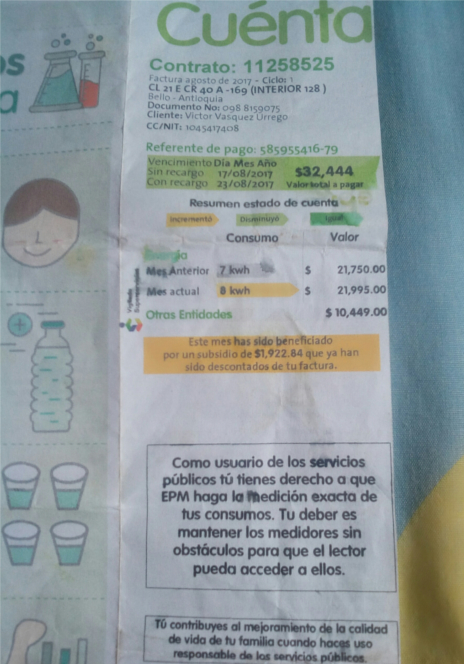 os
a
Cuénta
Contrato: 11258525
Factura agosto de 2017 - Ciclo: 1
CL 21 E CR 40 A -169 (INTERIOR 128 )
Bello - Antioquia
Documento No: 098 8159075
Cliente: Victor Vasquez Urrego
CC/NIT: 1045417408
Referente de pago: 585955416-79
Vencimiento Día Mes Año
Sin recargo 17/08/2017 $32,444
Con recargo 23/08/2017 Valor total a pagar
Resumen estado de cuenta
Incrementó Disminuyó Igual
Consumo Valor
Energía
Mes Anterior 7 kwh $ 21,750.00
Mes actual 8 kwh $ 21,995.00
Otras Entidades $ 10,449.00
Este mes has sido beneficiado
por un subsidio de $1,922.84 que ya han
sido descontados de tu factura.
Como usuario de los servicios
públicos tú tienes derecho a que
EPM haga la medición exacta de
tus consumos. Tu deber es
mantener los medidores sin
obstáculos para que el lector
pueda acceder a ellos.
Tú contribuyes al mejoramiento de la calidad
de vida de tu familia cuando haces uso
responsable de los servicios públicos.